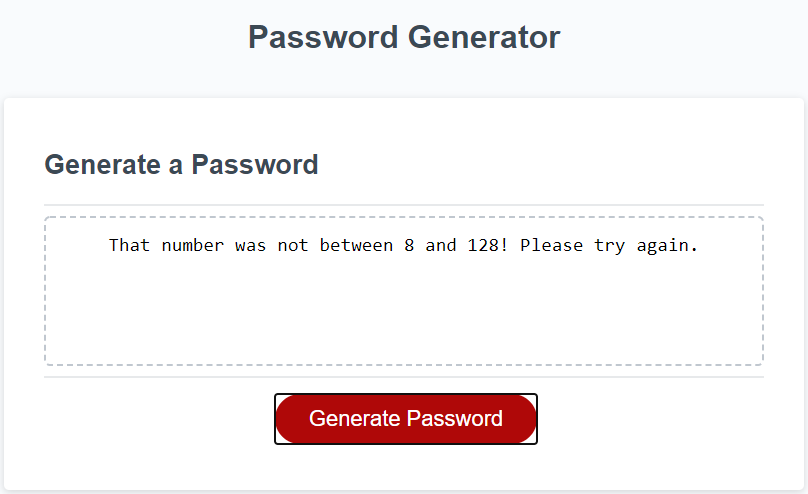 Password Generator
Generate a Password
That number was not between 8 and 128! Please try again.
Generate Password